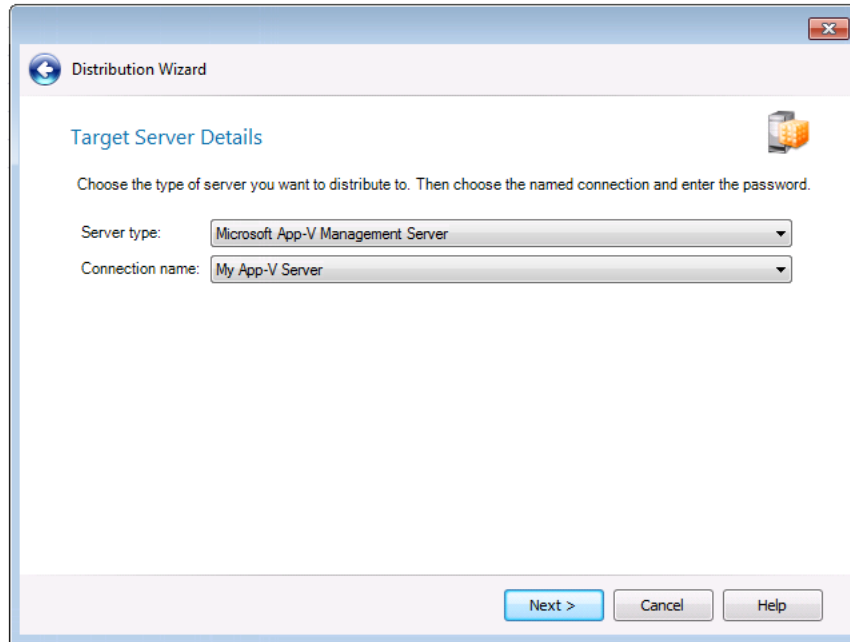 Distribution Wizard
Target Server Details
Choose the type of server you want to distribute to. Then choose the named connection and enter the password.
Server type: Microsoft App-V Management Server
Connection name: My App-V Server
Next > Cancel Help